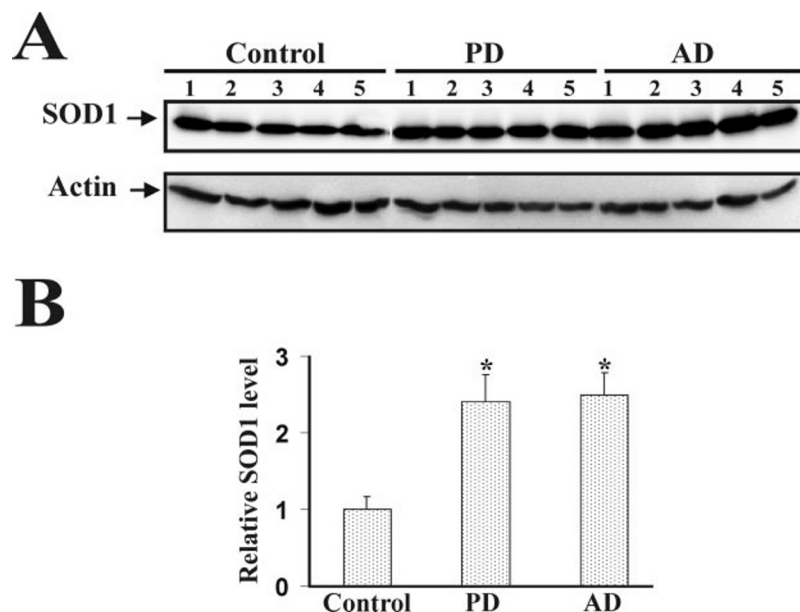 A
Control PD AD
1 2 3 4 5 1 2 3 4 5 1 2 3 4 5
SOD1
Actin
B
Relative SOD1 level
3
2
1
0
* *
Control PD AD